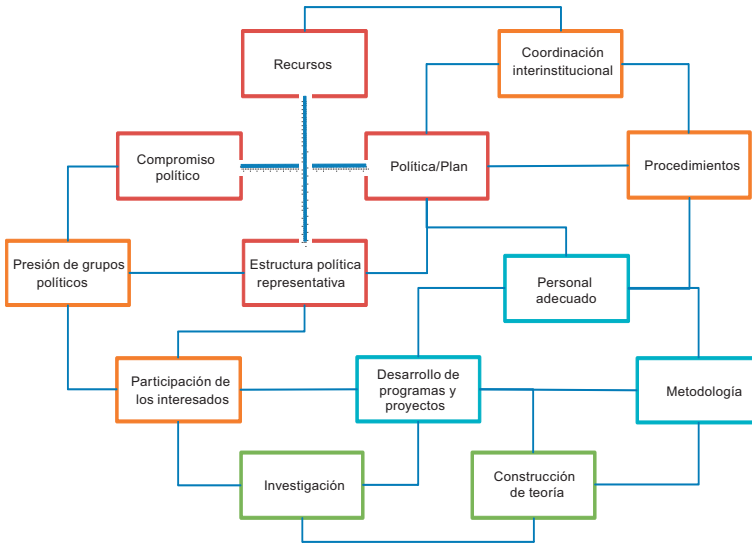 Recursos
Coordinación
interinstitucional
Compromiso
político
Política/Plan
Procedimientos
Presión de grupos
políticos
Estructura política
representativa
Personal
adecuado
Participación de
los interesados
Desarrollo de
programas y
proyectos
Metodología
Investigación
Construcción
de teoría